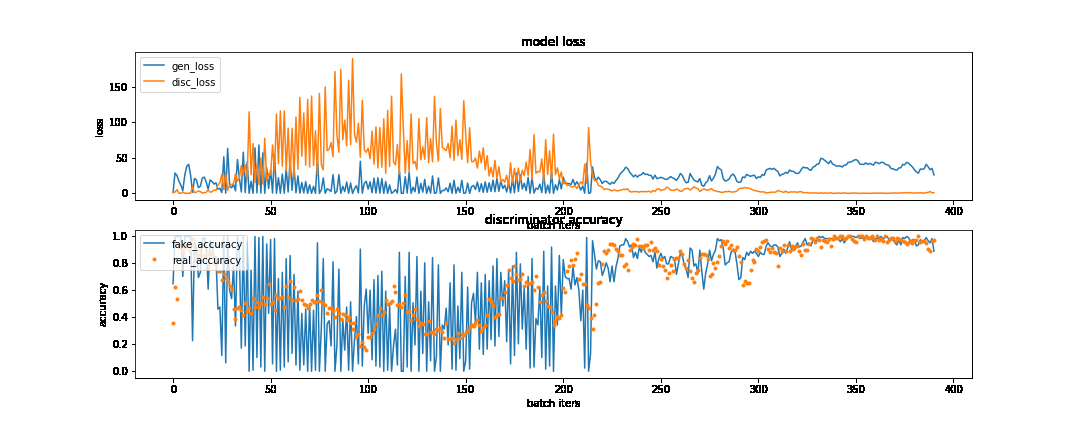 model loss
gen_loss
disc_loss
loss
150
100
50
0
0 50 100 150 200 250 300 350 400
batch iters
discriminator accuracy
fake_accuracy
real_accuracy
accuracy
1.0
0.8
0.6
0.4
0.2
0.0
0 50 100 150 200 250 300 350 400
batch iters